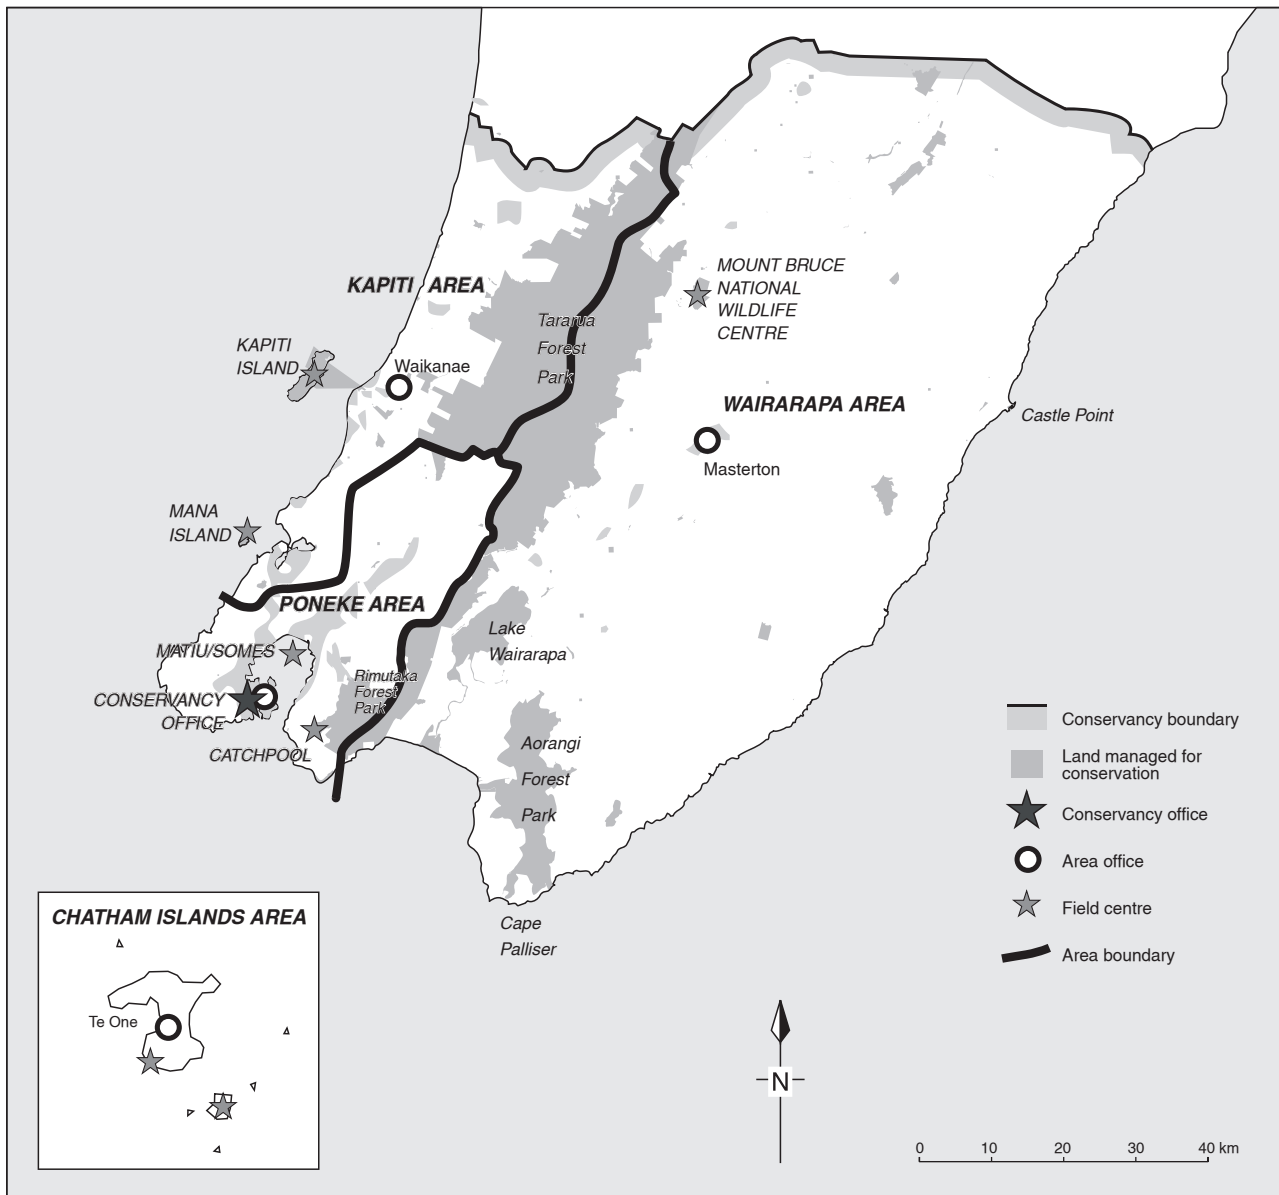 MOUNT BRUCE
NATIONAL
WILDLIFE
CENTRE
KAPITI AREA
Tararua
Forest
Park
KAPITI
ISLAND
Waikanae
WAIRARAPA AREA
Castle Point
Masterton
MANA
ISLAND
PONEKE AREA
Lake
Wairarapa
MATIU/SOMES
Rimutaka
Forest
Park
CONSERVANCY
OFFICE
CATCHPOOL
Aorangi
Forest
Park
Cape
Palliser
Conservancy boundary
Land managed for
conservation
Conservancy office
Area office
Field centre
Area boundary
CHATHAM ISLANDS AREA
Te One
N
0 10 20 30 40 km